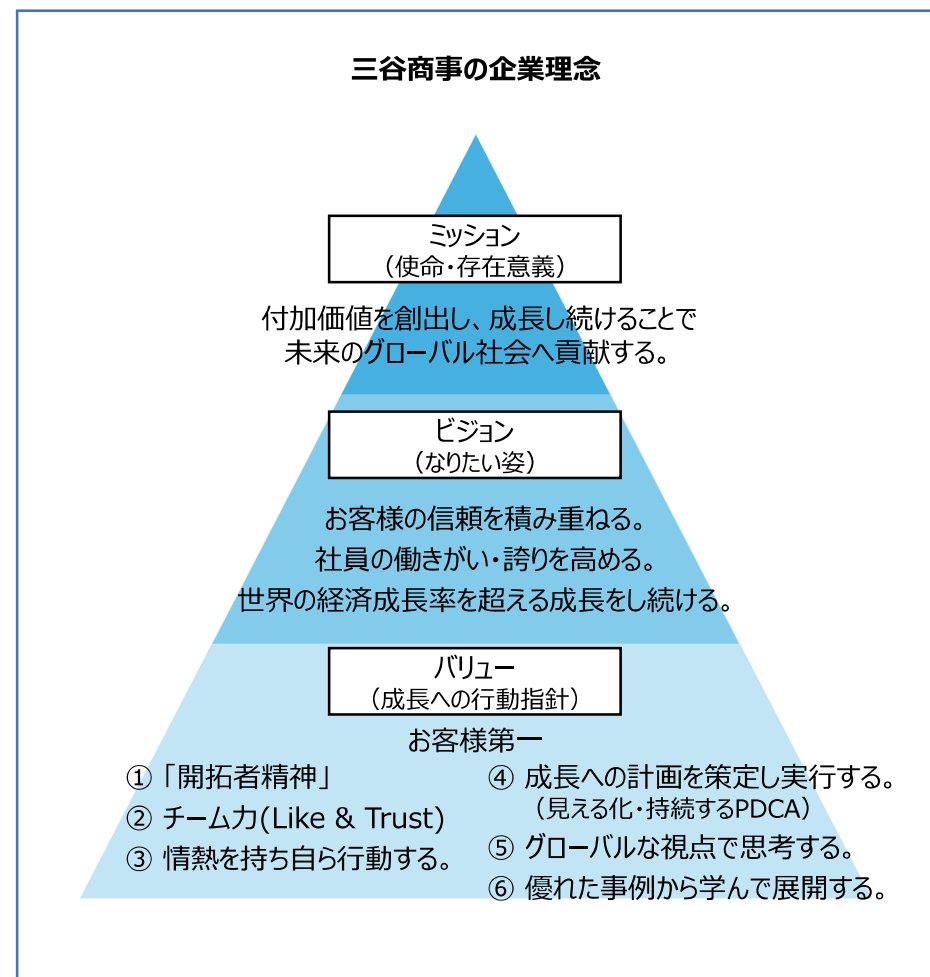 三谷商事の企業理念
ミッション
（使命・存在意義）
付加価値を創出し、成長し続けることで
未来のグローバル社会へ貢献する。
ビジョン
（なりたい姿）
お客様の信頼を積み重ねる。
社員の働きがい・誇りを高める。
世界の経済成長率を超える成長をし続ける。
バリュー
（成長への行動指針）
お客様第一
① 「開拓者精神」
② チーム力(Like & Trust)
③ 情熱を持ち自ら行動する。
④ 成長への計画を策定し実行する。
（見える化・持続するPDCA）
⑤ グローバルな視点で思考する。
⑥ 優れた事例から学んで展開する。